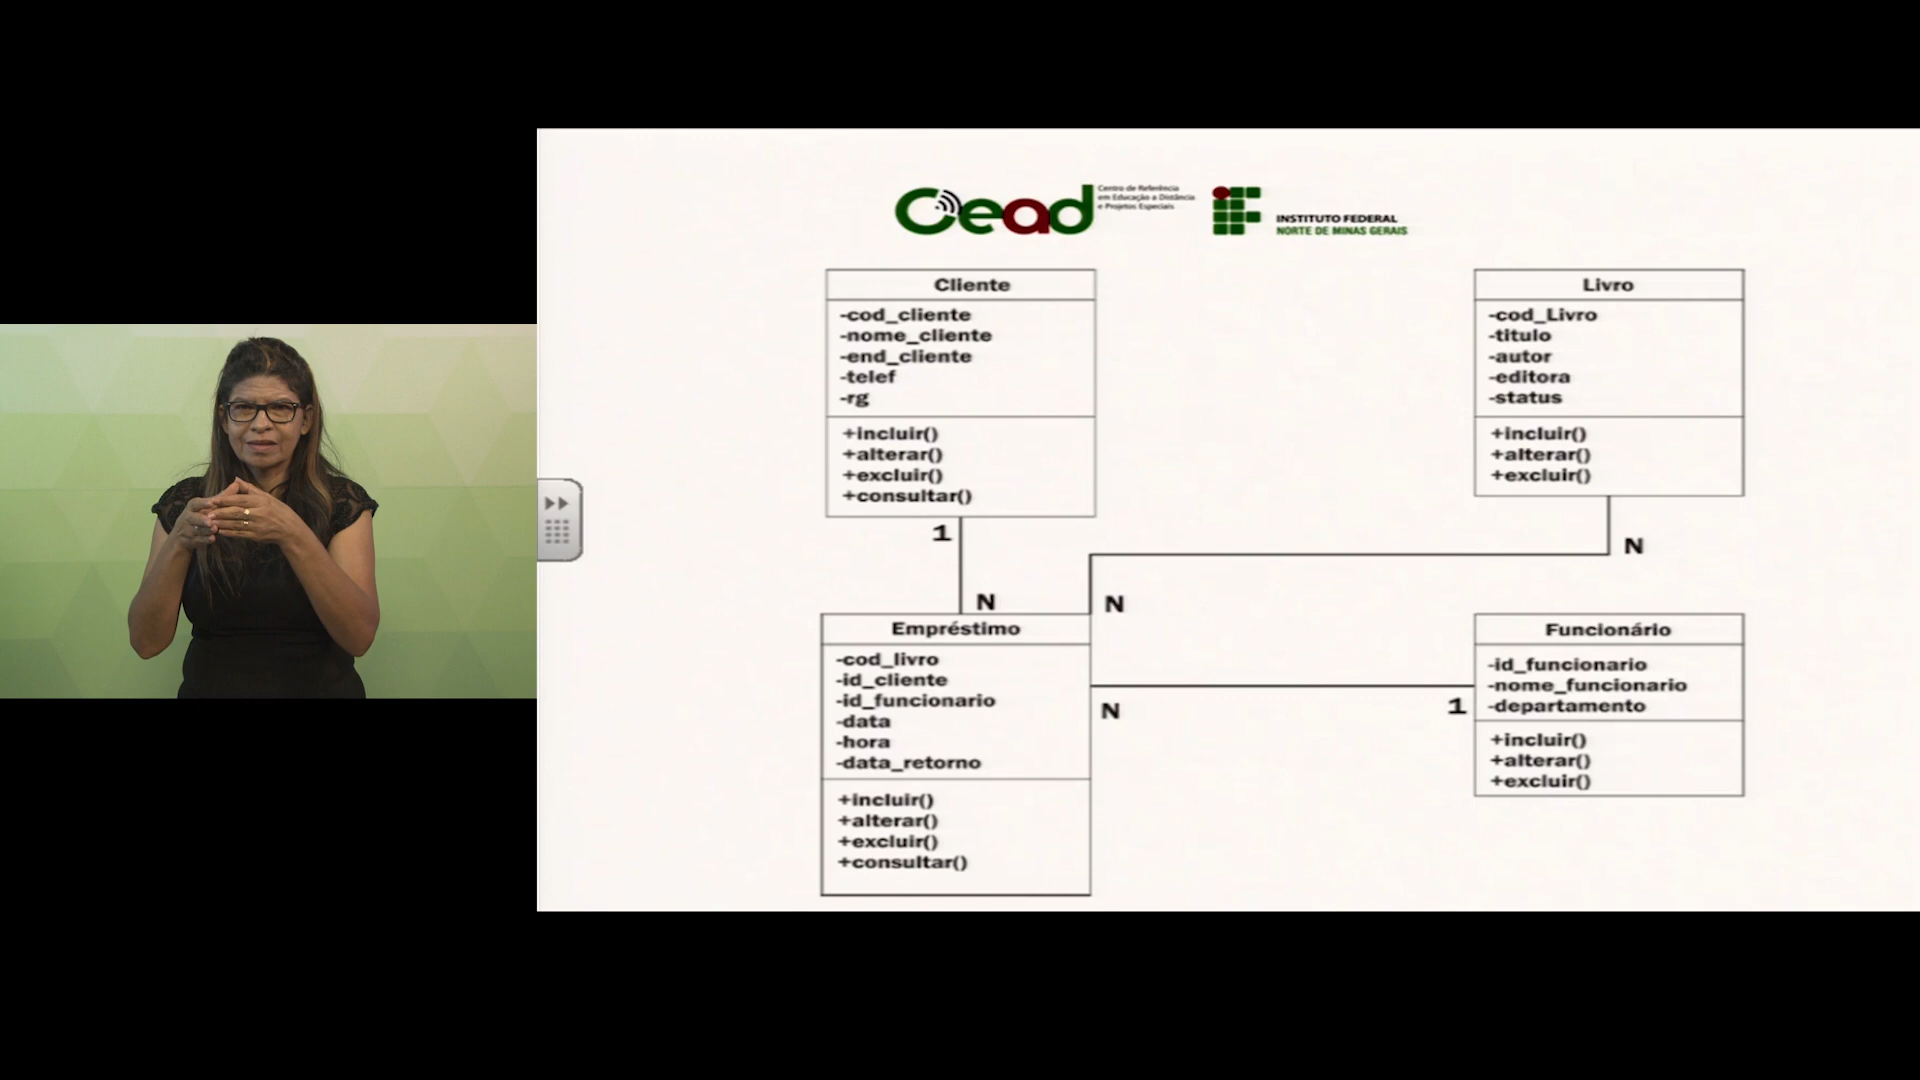 Cead
Centro de Referência
em Educação a Distância
e Projetos Especiais
INSTITUTO FEDERAL
NORTE DE MINAS GERAIS
Cliente
-cod_cliente
-nome_cliente
-end_cliente
-telef
-rg
+incluir()
+alterar()
+excluir()
+consultar()
1
N
Livro
-cod_Livro
-titulo
-autor
-editora
-status
+incluir()
+alterar()
+excluir()
N
N
Empréstimo
-cod_livro
-id_cliente
-id_funcionario
-data
-hora
-data_retorno
+incluir()
+alterar()
+excluir()
+consultar()
N
1
Funcionário
-id_funcionario
-nome_funcionario
-departamento
+incluir()
+alterar()
+excluir()